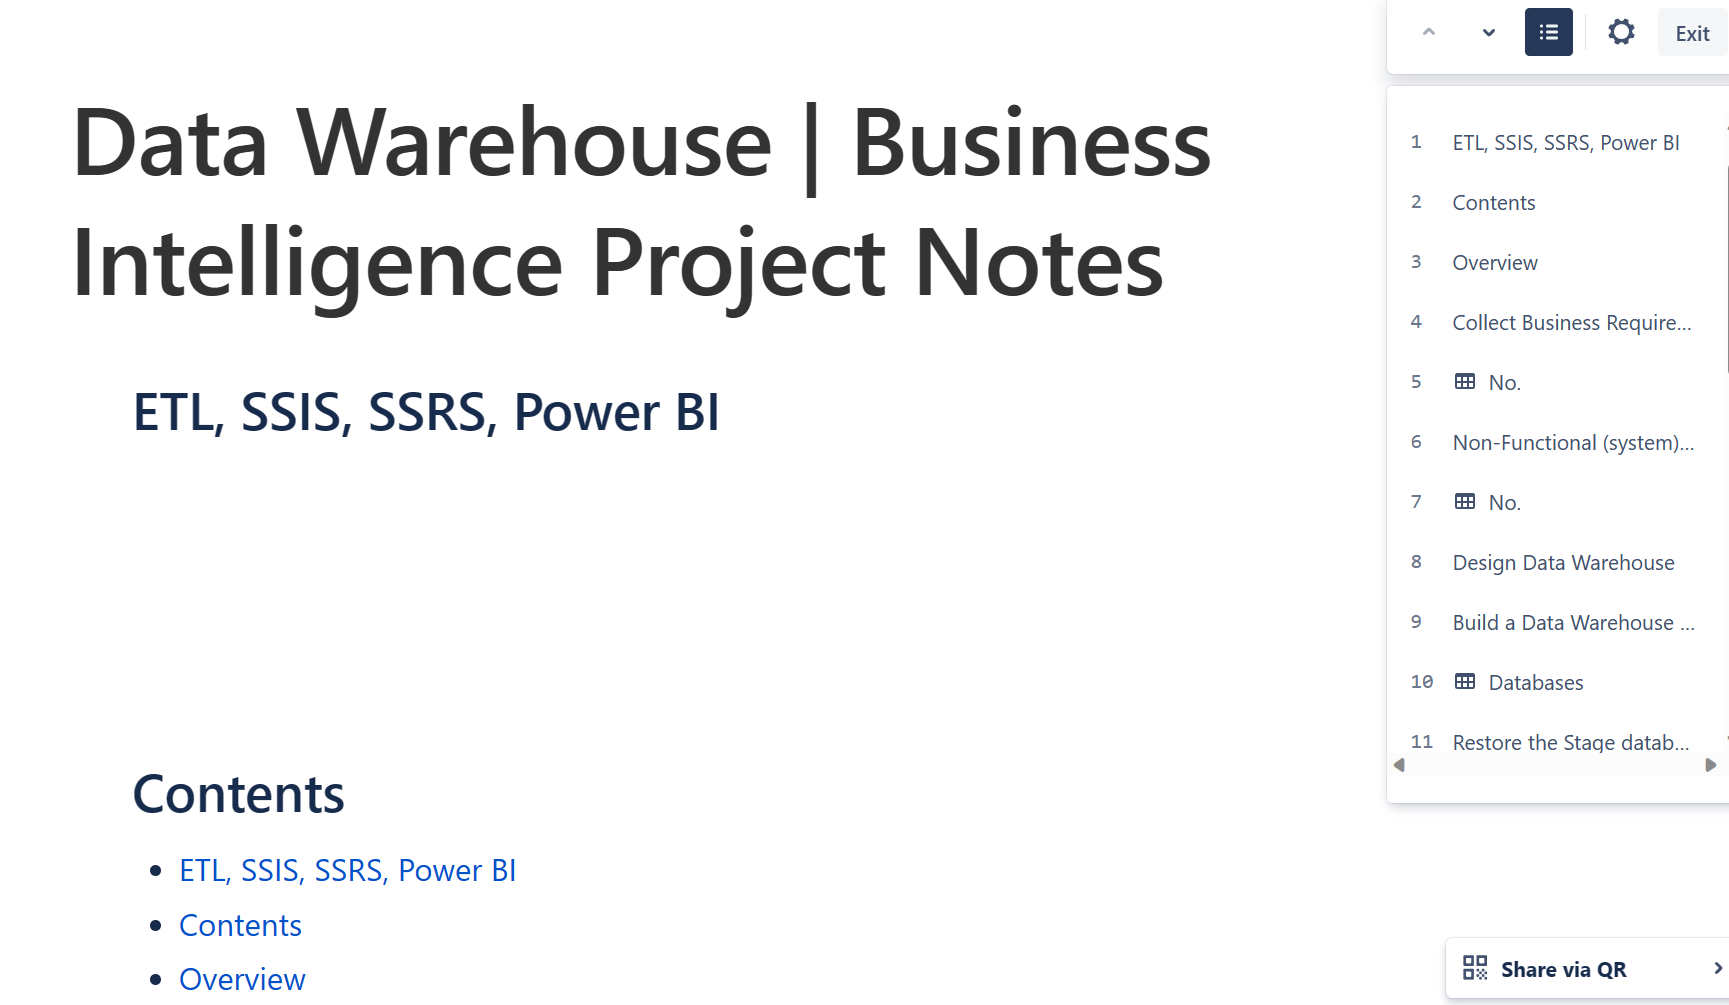 Exit
Data Warehouse | Business
Intelligence Project Notes
ETL, SSIS, SSRS, Power BI
Contents
• ETL, SSIS, SSRS, Power BI
• Contents
• Overview
1 ETL, SSIS, SSRS, Power BI
2 Contents
3 Overview
4 Collect Business Require...
5 No.
6 Non-Functional (system)...
7 No.
8 Design Data Warehouse
9 Build a Data Warehouse ...
10 Databases
11 Restore the Stage datab...
Share via QR